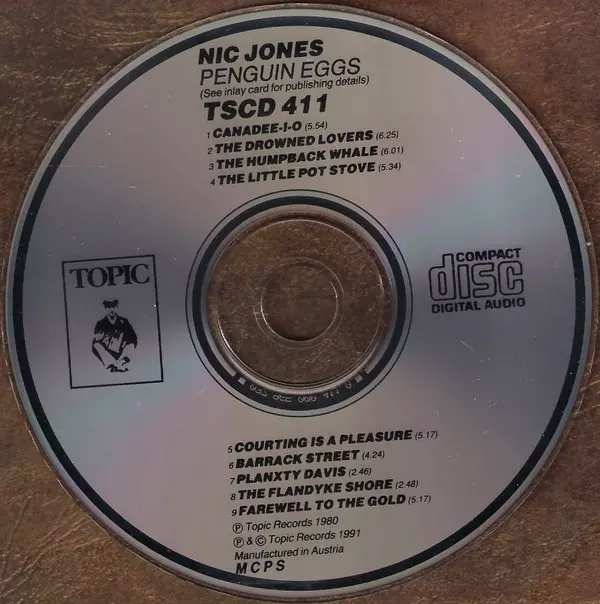 NIC JONES
PENGUIN EGGS
(See inlay card for publishing details)
TSCD 411
1 CANADEE-I-O (5.54)
2 THE DROWNED LOVERS (6.25)
3 THE HUMPBACK WHALE (6.01)
4 THE LITTLE POT STOVE (5.34)
TOPIC
COMPACT
disc
DIGITAL AUDIO
5 COURTING IS A PLEASURE (5.17)
6 BARRACK STREET (4.24)
7 PLANXTY DAVIS (2.46)
8 THE FLANDYKE SHORE (2.48)
9 FAREWELL TO THE GOLD (5.17)
Ⓟ Topic Records 1980
Ⓟ & © Topic Records 1991
Manufactured in Austria
MCPS